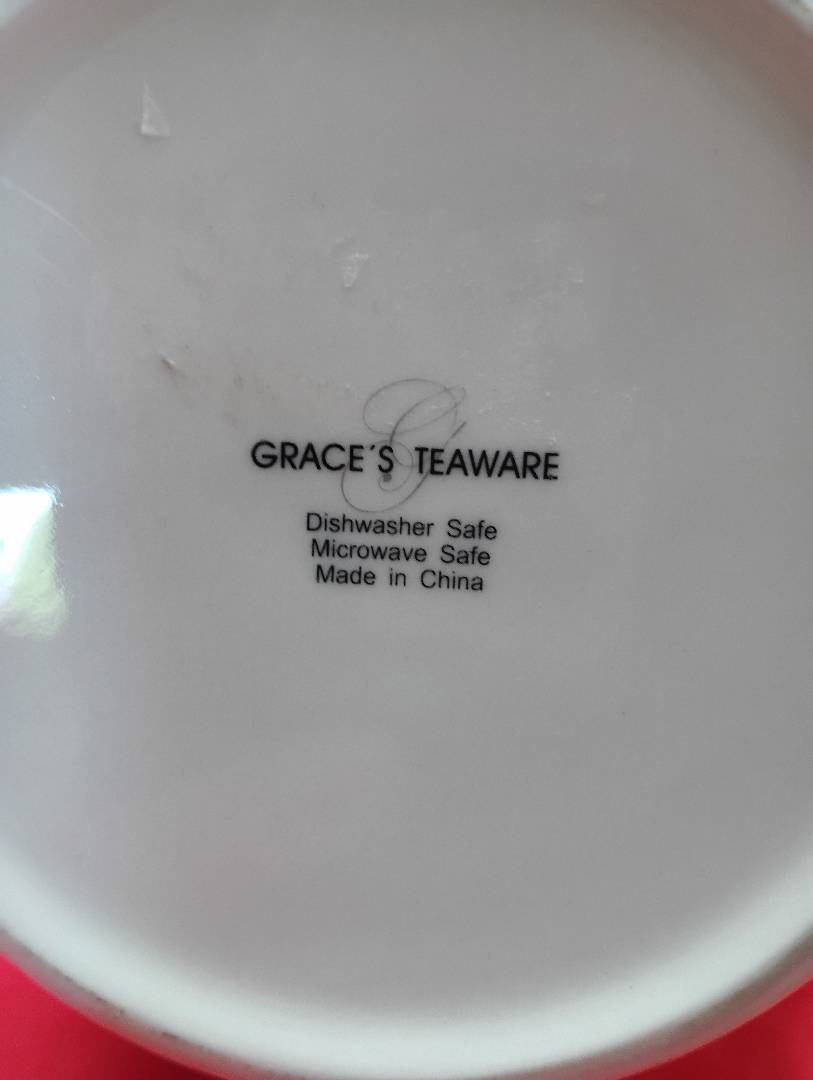 G
GRACE´S TEAWARE
Dishwasher Safe
Microwave Safe
Made in China